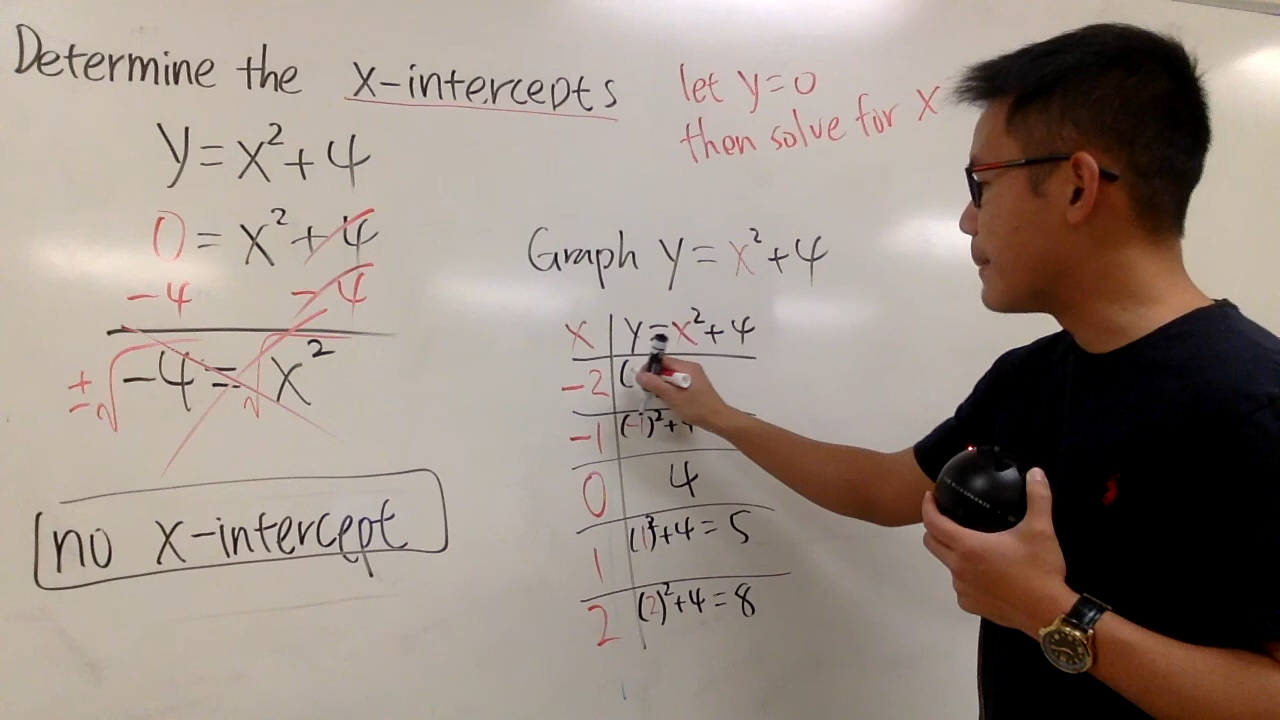 Determine the x-intercepts
let y=0
then solve for x
y=x²+4
0=x²+4
-4 -4
±√-4=√x²
no x-intercept
Graph y=x²+4
x y=x²+4
-2 (
-1 (-1)²+4
0 4
1 (1)²+4=5
2 (2)²+4=8